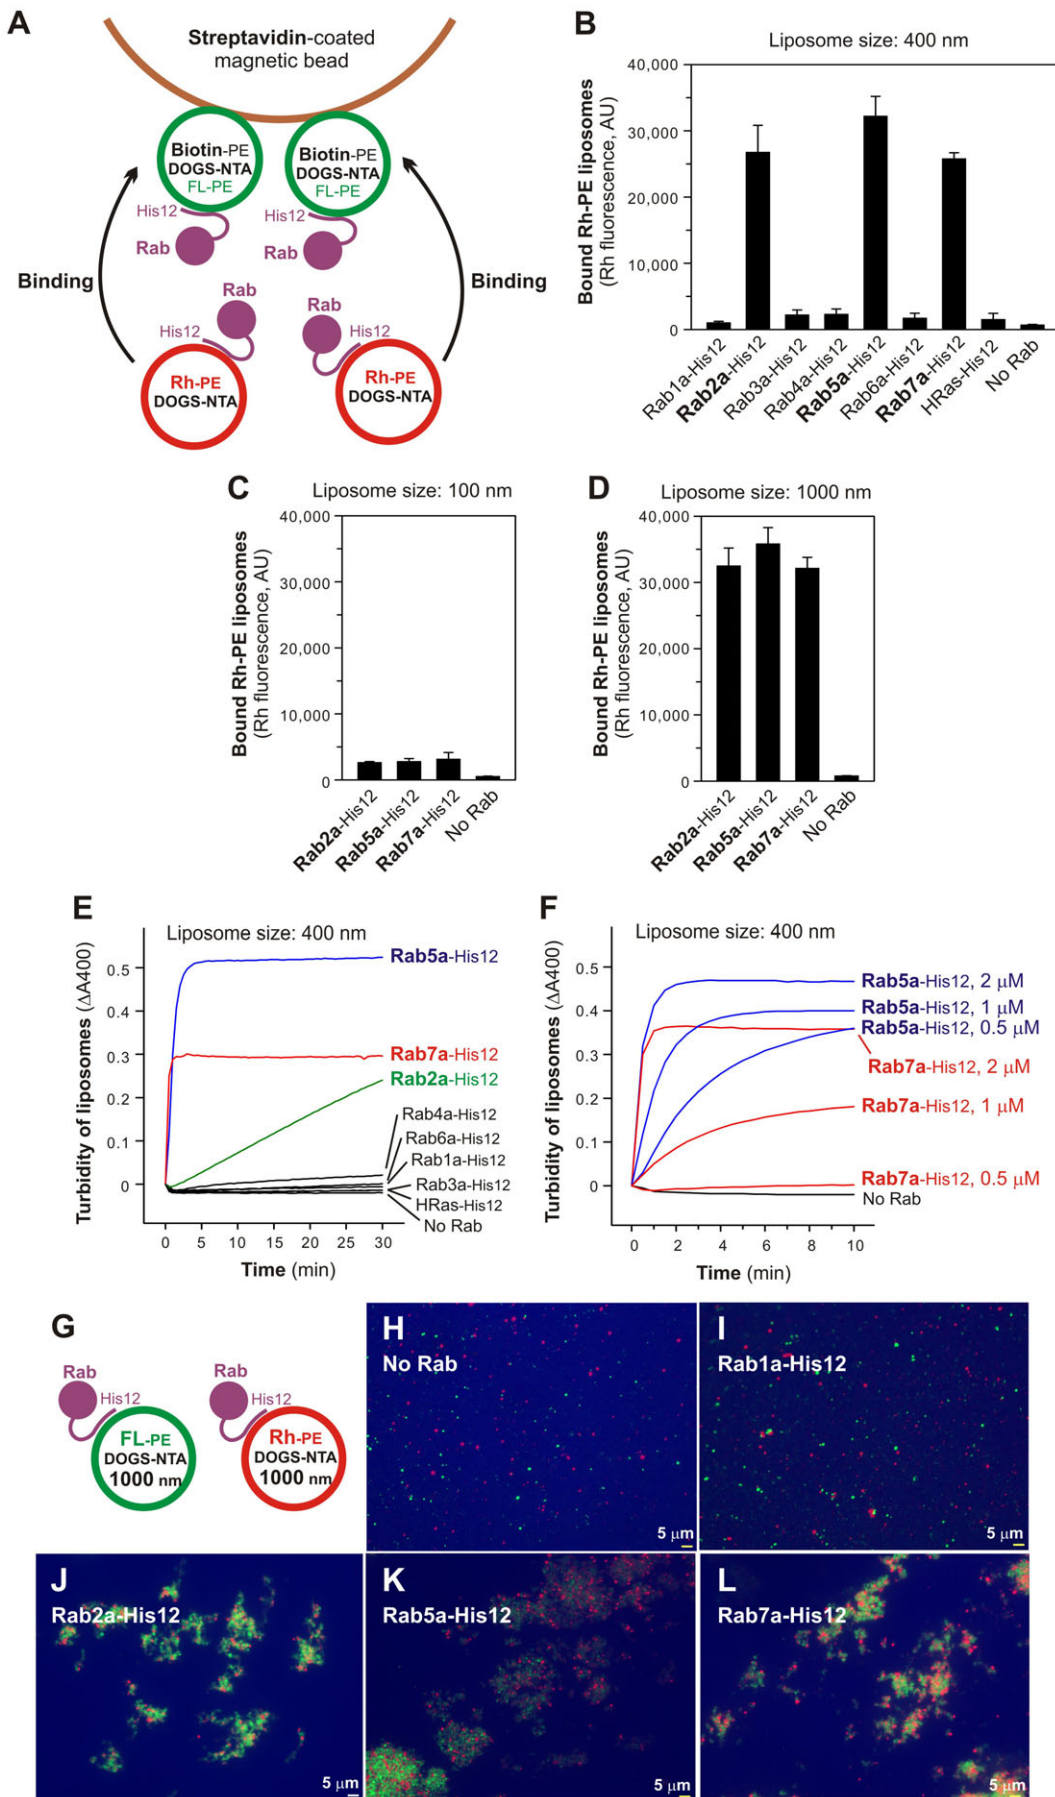 A
Streptavidin-coated
magnetic bead
Biotin-PE
DOGS-NTA
FL-PE
Biotin-PE
DOGS-NTA
FL-PE
His12
Rab
His12
Rab
Binding
Binding
Rab
His12
Rab
His12
Rh-PE
DOGS-NTA
Rh-PE
DOGS-NTA
B
Liposome size: 400 nm
Bound Rh-PE liposomes
(Rh fluorescence, AU)
40,000
30,000
20,000
10,000
0
Rab1a-His12
Rab2a-His12
Rab3a-His12
Rab4a-His12
Rab5a-His12
Rab6a-His12
Rab7a-His12
HRas-His12
No Rab
C
Liposome size: 100 nm
Bound Rh-PE liposomes
(Rh fluorescence, AU)
40,000
30,000
20,000
10,000
0
Rab2a-His12
Rab5a-His12
Rab7a-His12
No Rab
D
Liposome size: 1000 nm
Bound Rh-PE liposomes
(Rh fluorescence, AU)
40,000
30,000
20,000
10,000
0
Rab2a-His12
Rab5a-His12
Rab7a-His12
No Rab
E
Liposome size: 400 nm
Turbidity of liposomes (ΔA400)
0.5
0.4
0.3
0.2
0.1
0
Rab5a-His12
Rab7a-His12
Rab2a-His12
Rab4a-His12
Rab6a-His12
Rab1a-His12
Rab3a-His12
HRas-His12
No Rab
0 5 10 15 20 25 30
Time (min)
F
Liposome size: 400 nm
Turbidity of liposomes (ΔA400)
0.5
0.4
0.3
0.2
0.1
0
Rab5a-His12, 2 μM
Rab5a-His12, 1 μM
Rab5a-His12, 0.5 μM
Rab7a-His12, 2 μM
Rab7a-His12, 1 μM
Rab7a-His12, 0.5 μM
No Rab
0 2 4 6 8 10
Time (min)
G
Rab
His12
FL-PE
DOGS-NTA
1000 nm
Rab
His12
Rh-PE
DOGS-NTA
1000 nm
H
No Rab
5 μm
I
Rab1a-His12
5 μm
J
Rab2a-His12
5 μm
K
Rab5a-His12
5 μm
L
Rab7a-His12
5 μm